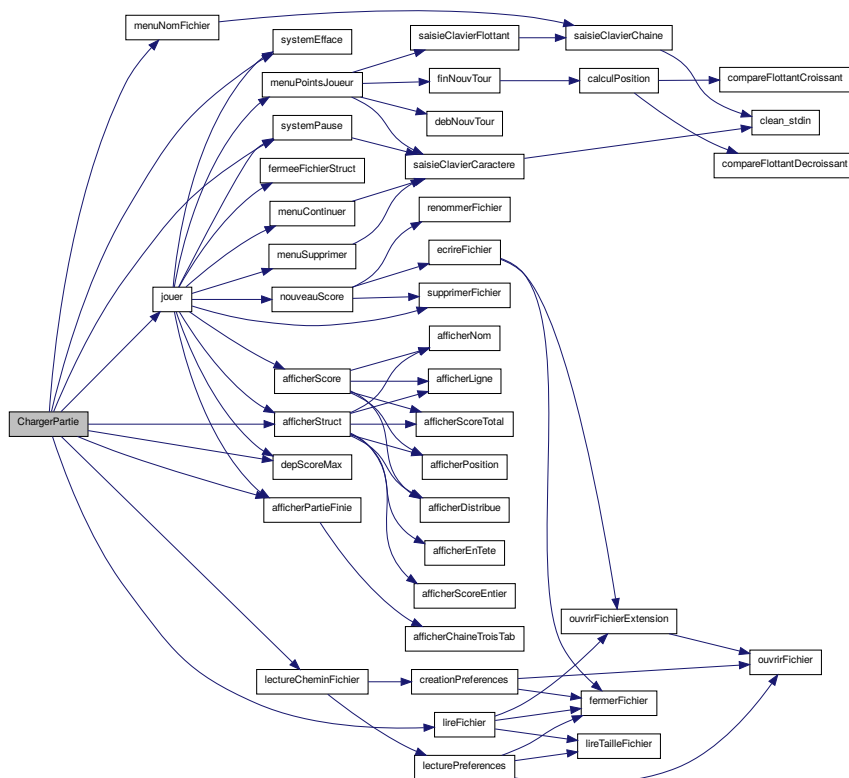 menuNomFichier
systemEfface
saisieClavierFlottant
saisieClavierChaine
menuPointsJoueur
finNouvTour
calculPosition
compareFlottantCroissant
systemPause
debNouvTour
clean_stdin
fermeeFichierStruct
saisieClavierCaractere
compareFlottantDecroissant
menuContinuer
renommerFichier
menuSupprimer
ecrireFichier
jouer
nouveauScore
supprimerFichier
afficherNom
afficherScore
afficherLigne
ChargerPartie
afficherStruct
afficherScoreTotal
depScoreMax
afficherPosition
afficherPartieFinie
afficherDistribue
afficherEnTete
afficherScoreEntier
ouvrirFichierExtension
afficherChaineTroisTab
ouvrirFichier
lectureCheminFichier
creationPreferences
fermerFichier
lireFichier
lireTailleFichier
lecturePreferences